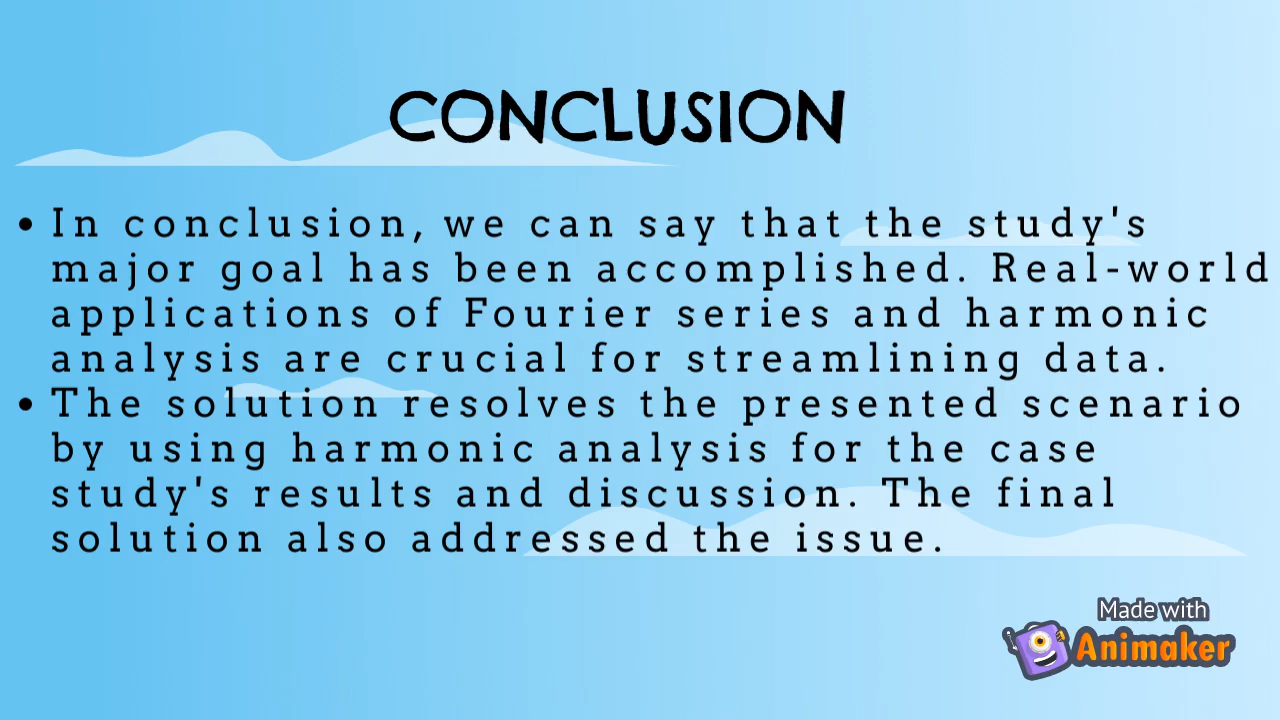 CONCLUSION
• In conclusion, we can say that the study's
major goal has been accomplished. Real-world
applications of Fourier series and harmonic
analysis are crucial for streamlining data.
• The solution resolves the presented scenario
by using harmonic analysis for the case
study's results and discussion. The final
solution also addressed the issue.
Made with
Animaker